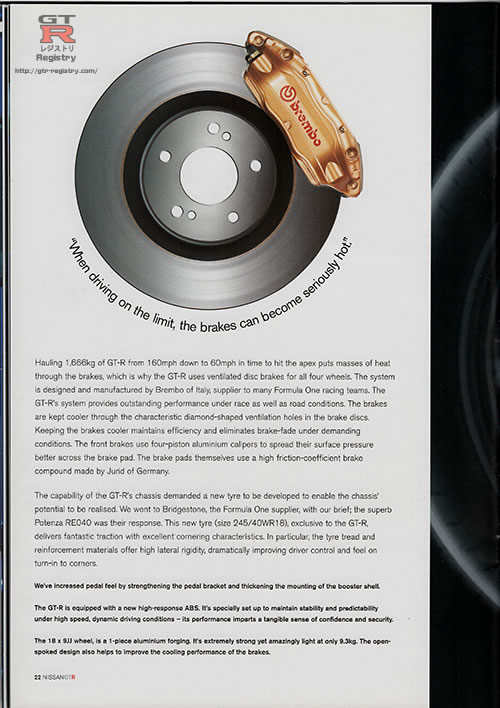 GT
R
レジストリ
Registry
http://gtr-registry.com/
brembo
"When driving on the limit, the brakes can become seriously hot."
Hauling 1,666kg of GT-R from 160mph down to 60mph in time to hit the apex puts masses of heat
through the brakes, which is why the GT-R uses ventilated disc brakes for all four wheels. The system
is designed and manufactured by Brembo of Italy, supplier to many Formula One racing teams. The
GT-R's system provides outstanding performance under race as well as road conditions. The brakes
are kept cooler through the characteristic diamond-shaped ventilation holes in the brake discs.
Keeping the brakes cooler maintains efficiency and eliminates brake-fade under demanding
conditions. The front brakes use four-piston aluminium calipers to spread their surface pressure
better across the brake pad. The brake pads themselves use a high friction-coefficient brake
compound made by Jurid of Germany.
The capability of the GT-R's chassis demanded a new tyre to be developed to enable the chassis'
potential to be realised. We went to Bridgestone, the Formula One supplier, with our brief; the superb
Potenza RE040 was their response. This new tyre (size 245/40WR18), exclusive to the GT-R,
delivers fantastic traction with excellent cornering characteristics. In particular, the tyre tread and
reinforcement materials offer high lateral rigidity, dramatically improving driver control and feel on
turn-in to corners.
We've increased pedal feel by strengthening the pedal bracket and thickening the mounting of the booster shell.
The GT-R is equipped with a new high-response ABS. It's specially set up to maintain stability and predictability
under high speed, dynamic driving conditions – its performance imparts a tangible sense of confidence and security.
The 18 x 9JJ wheel, is a 1-piece aluminium forging. It's extremely strong yet amazingly light at only 9.3kg. The open-
spoked design also helps to improve the cooling performance of the brakes.
22 NISSANGTR